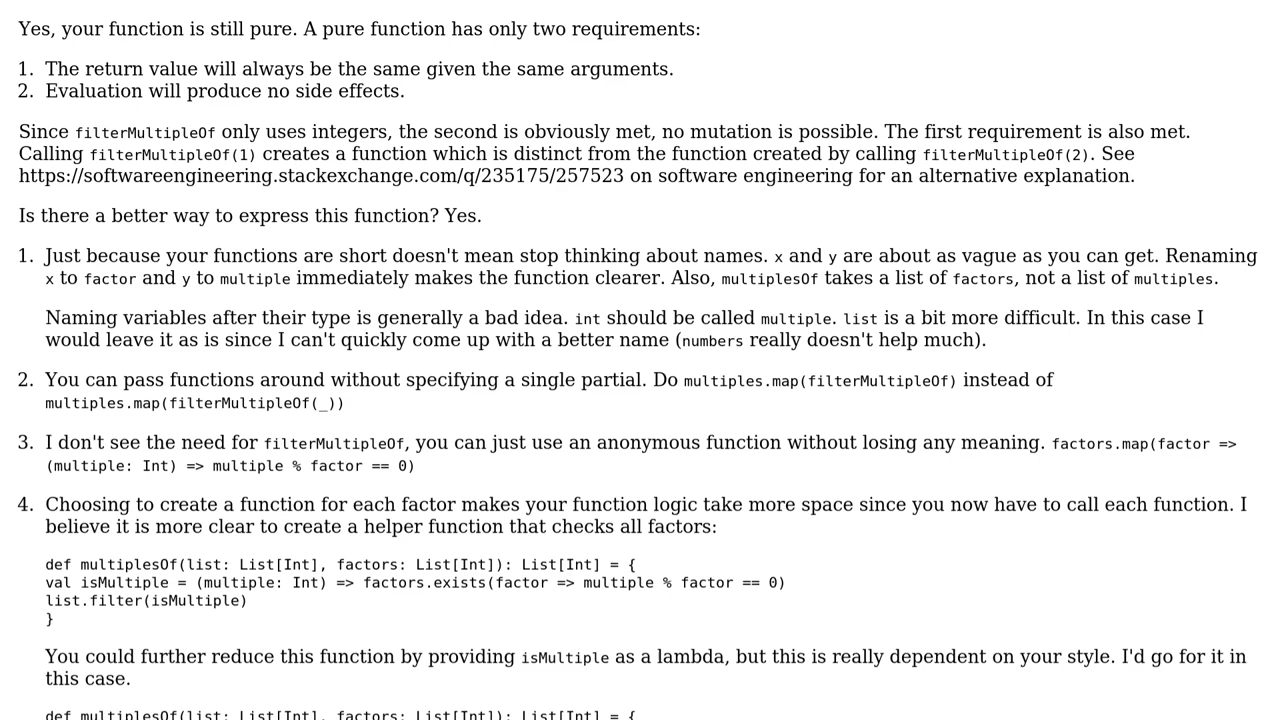 Yes, your function is still pure. A pure function has only two requirements:
1. The return value will always be the same given the same arguments.
2. Evaluation will produce no side effects.
Since filterMultipleOf only uses integers, the second is obviously met, no mutation is possible. The first requirement is also met.
Calling filterMultipleOf(1) creates a function which is distinct from the function created by calling filterMultipleOf(2). See
https://softwareengineering.stackexchange.com/q/235175/257523 on software engineering for an alternative explanation.
Is there a better way to express this function? Yes.
1. Just because your functions are short doesn't mean stop thinking about names. x and y are about as vague as you can get. Renaming
x to factor and y to multiple immediately makes the function clearer. Also, multiplesOf takes a list of factors, not a list of multiples.
Naming variables after their type is generally a bad idea. int should be called multiple. list is a bit more difficult. In this case I
would leave it as is since I can't quickly come up with a better name (numbers really doesn't help much).
2. You can pass functions around without specifying a single partial. Do multiples.map(filterMultipleOf) instead of
multiples.map(filterMultipleOf(_))
3. I don't see the need for filterMultipleOf, you can just use an anonymous function without losing any meaning. factors.map(factor =>
(multiple: Int) => multiple % factor == 0)
4. Choosing to create a function for each factor makes your function logic take more space since you now have to call each function. I
believe it is more clear to create a helper function that checks all factors:
def multiplesOf(list: List[Int], factors: List[Int]): List[Int] = {
val isMultiple = (multiple: Int) => factors.exists(factor => multiple % factor == 0)
list.filter(isMultiple)
}
You could further reduce this function by providing isMultiple as a lambda, but this is really dependent on your style. I'd go for it in
this case.
def multiplesOf(list: List[Int], factors: List[Int]): List[Int] = {